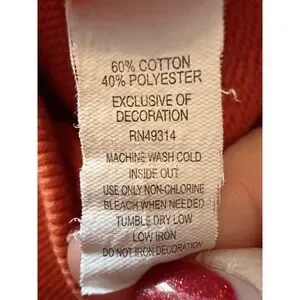 60% COTTON
40% POLYESTER
EXCLUSIVE OF
DECORATION
RN49314
MACHINE WASH COLD
INSIDE OUT
USE ONLY NON-CHLORINE
BLEACH WHEN NEEDED
TUMBLE DRY LOW
LOW IRON
DO NOT IRON DECORATION